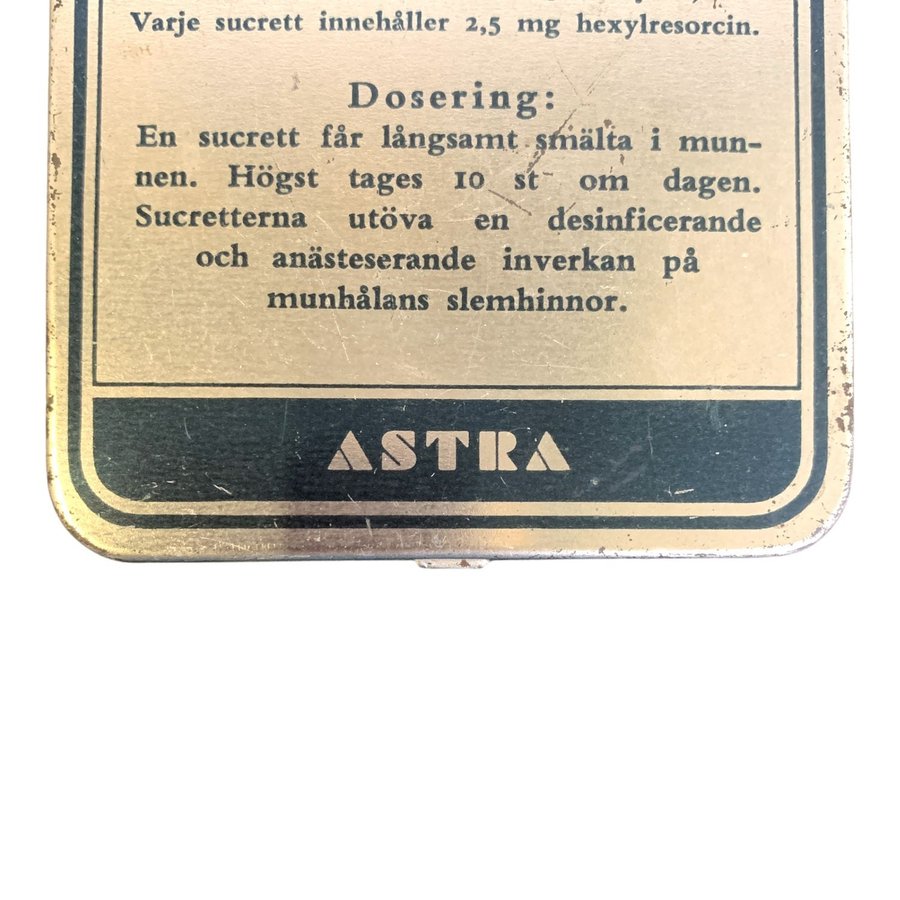 Varje sucrett innehåller 2,5 mg hexylresorcin.
Dosering:
En sucrett får långsamt smälta i mun-
nen. Högst tages 10 st om dagen.
Sucretterna utöva en desinficerande
och anästeserande inverkan på
munhålans slemhinnor.
ASTRA